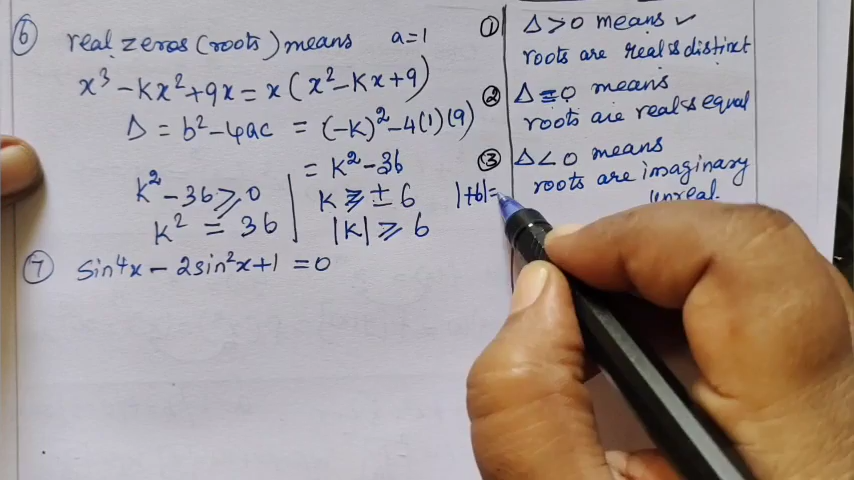 ⑥ real zeros (roots) means a=1
x³ − Kx² + 9x = x(x² − Kx + 9)
Δ = b² − 4ac = (−K)² − 4(1)(9)
= K² − 36
K² − 36 ≥ 0
K² = 36
K ≥ ± 6
|K| ≥ 6
|+6|=
① Δ > 0 means ✓
roots are real & distinct
② Δ = 0 means
roots are real & equal
③ Δ < 0 means
roots are imaginary
unreal.
⑦ sin⁴x − 2sin²x + 1 = 0